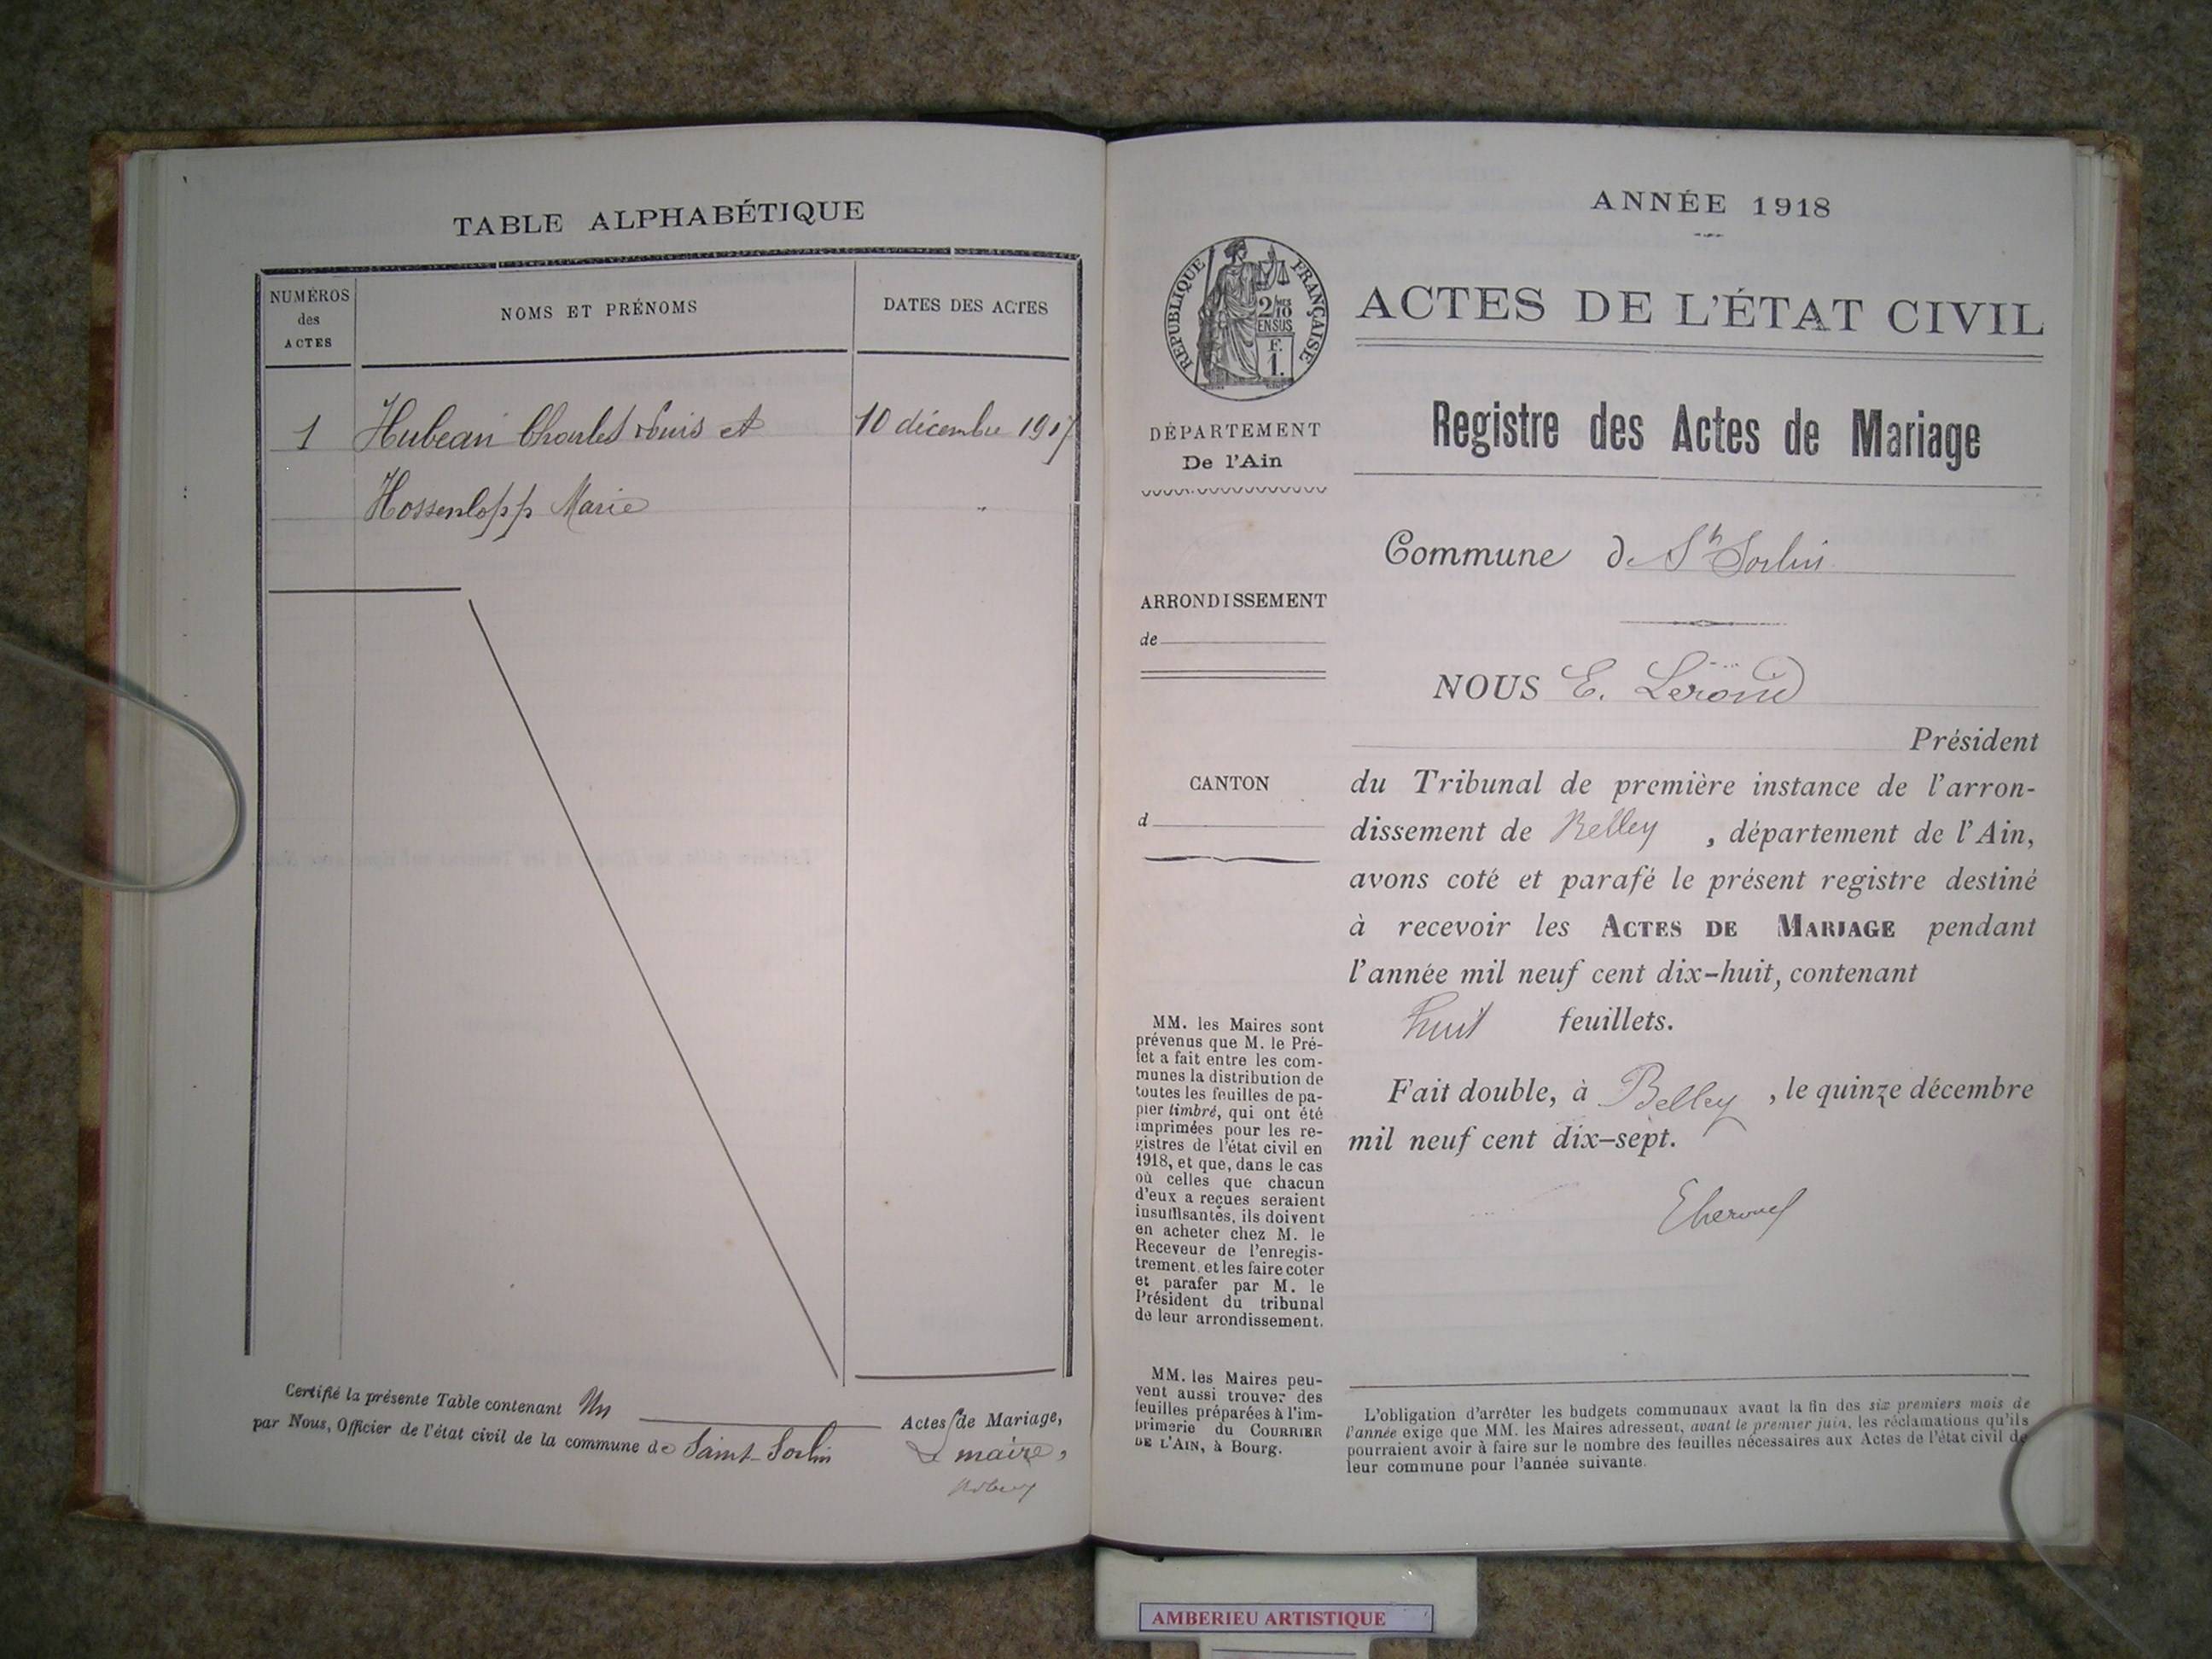 TABLE ALPHABÉTIQUE
NUMÉROS
des
ACTES
NOMS ET PRÉNOMS
DATES DES ACTES
1 Hubeau Charles Louis et 10 décembre 1917
Hossenlopp Marie
Certifié la présente Table contenant Un Actes de Mariage,
par Nous, Officier de l'état civil de la commune de Saint-Sorlin
Le maire,
ANNÉE 1918
RÉPUBLIQUE FRANÇAISE
2/10 MES
EN SUS
F.
1.
ACTES DE L'ÉTAT CIVIL
DÉPARTEMENT
De l'Ain
Registre des Actes de Mariage
Commune de St Sorlin
ARRONDISSEMENT
de
NOUS E.
Président
CANTON
d
du Tribunal de première instance de l'arron-
dissement de Belley, département de l'Ain,
avons coté et parafé le présent registre destiné
à recevoir les ACTES DE MARIAGE pendant
l'année mil neuf cent dix-huit, contenant
huit feuillets.
Fait double, à Belley, le quinze décembre
mil neuf cent dix-sept.
MM. les Maires sont
prévenus que M. le Pré-
fet a fait entre les com-
munes la distribution de
toutes les feuilles de pa-
pier timbré, qui ont été
imprimées pour les re-
gistres de l'état civil en
1918, et que, dans le cas
où celles que chacun
d'eux a reçues seraient
insuffisantes, ils doivent
en acheter chez M. le
Receveur de l'enregis-
trement, et les faire coter
et parafer par M. le
Président du tribunal
de leur arrondissement.
MM. les Maires peu-
vent aussi trouver des
feuilles préparées à l'im-
primerie du COURRIER
DE L'AIN, à Bourg.
L'obligation d'arrêter les budgets communaux avant la fin des six premiers mois de
l'année exige que MM. les Maires adressent, avant le premier juin, les réclamations qu'ils
pourraient avoir à faire sur le nombre des feuilles nécessaires aux Actes de l'état civil de
leur commune pour l'année suivante.
AMBERIEU ARTISTIQUE